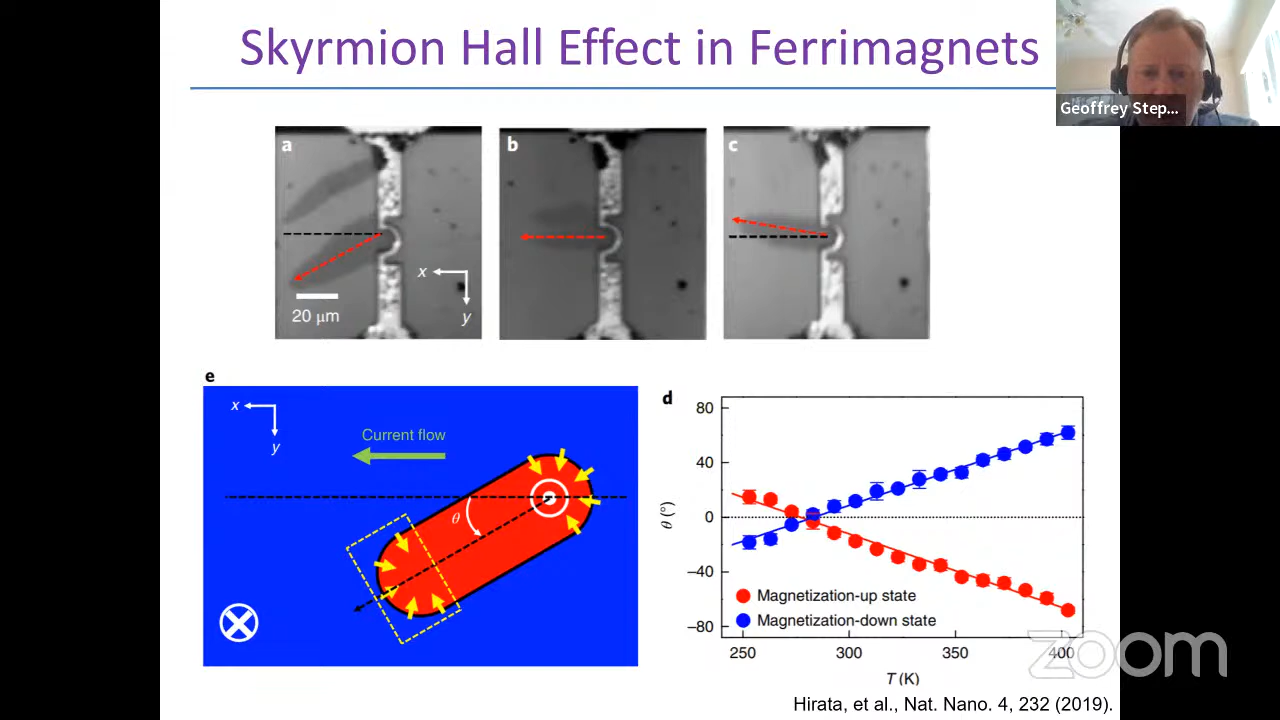 Skyrmion Hall Effect in Ferrimagnets
Geoffrey Step...
a
b
c
x
20 μm
y
e
x
y
Current flow
θ
d
80
40
0
–40
–80
θ (°)
Magnetization-up state
Magnetization-down state
250
300
350
400
T (K)
zoom
Hirata, et al., Nat. Nano. 4, 232 (2019).